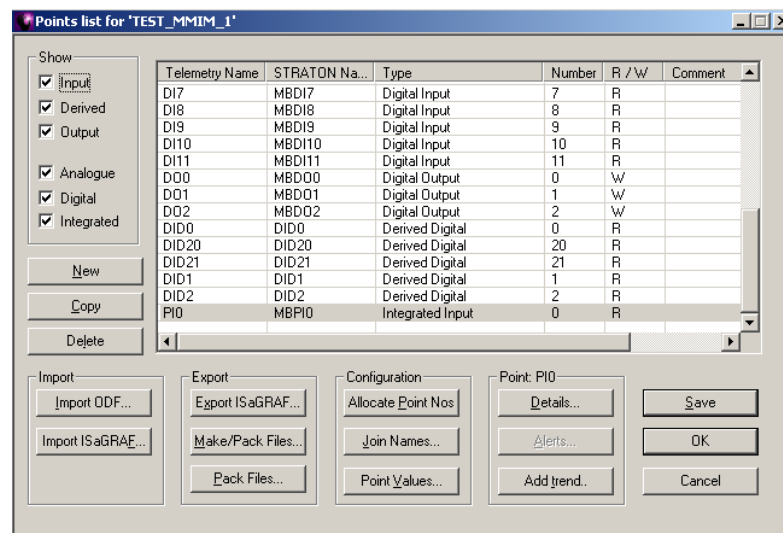 Points list for 'TEST_MMIM_1'
Show
Input
Derived
Output
Analogue
Digital
Integrated
New
Copy
Delete
Telemetry Name STRATON Na... Type Number R / W Comment
DI7 MBDI7 Digital Input 7 R
DI8 MBDI8 Digital Input 8 R
DI9 MBDI9 Digital Input 9 R
DI10 MBDI10 Digital Input 10 R
DI11 MBDI11 Digital Input 11 R
DO0 MBDO0 Digital Output 0 W
DO1 MBDO1 Digital Output 1 W
DO2 MBDO2 Digital Output 2 W
DID0 DID0 Derived Digital 0 R
DID20 DID20 Derived Digital 20 R
DID21 DID21 Derived Digital 21 R
DID1 DID1 Derived Digital 1 R
DID2 DID2 Derived Digital 2 R
PI0 MBPI0 Integrated Input 0 R
Import
Import ODF...
Import ISaGRAF...
Export
Export ISaGRAF...
Make/Pack Files...
Pack Files...
Configuration
Allocate Point Nos
Join Names...
Point Values...
Point: PI0
Details...
Alerts...
Add trend..
Save
OK
Cancel